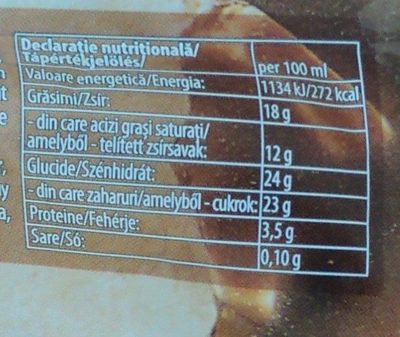 Declarație nutrițională/
Tápértékjelölés/
per 100 ml
Valoare energetică/Energia:
1134 kJ/272 kcal
Grăsimi/Zsír:
18 g
- din care acizi grași saturați/
amelyből - telített zsírsavak:
12 g
Glucide/Szénhidrát:
24 g
- din care zaharuri/amelyből - cukrok:
23 g
Proteine/Fehérje:
3,5 g
Sare/Só:
0,10 g